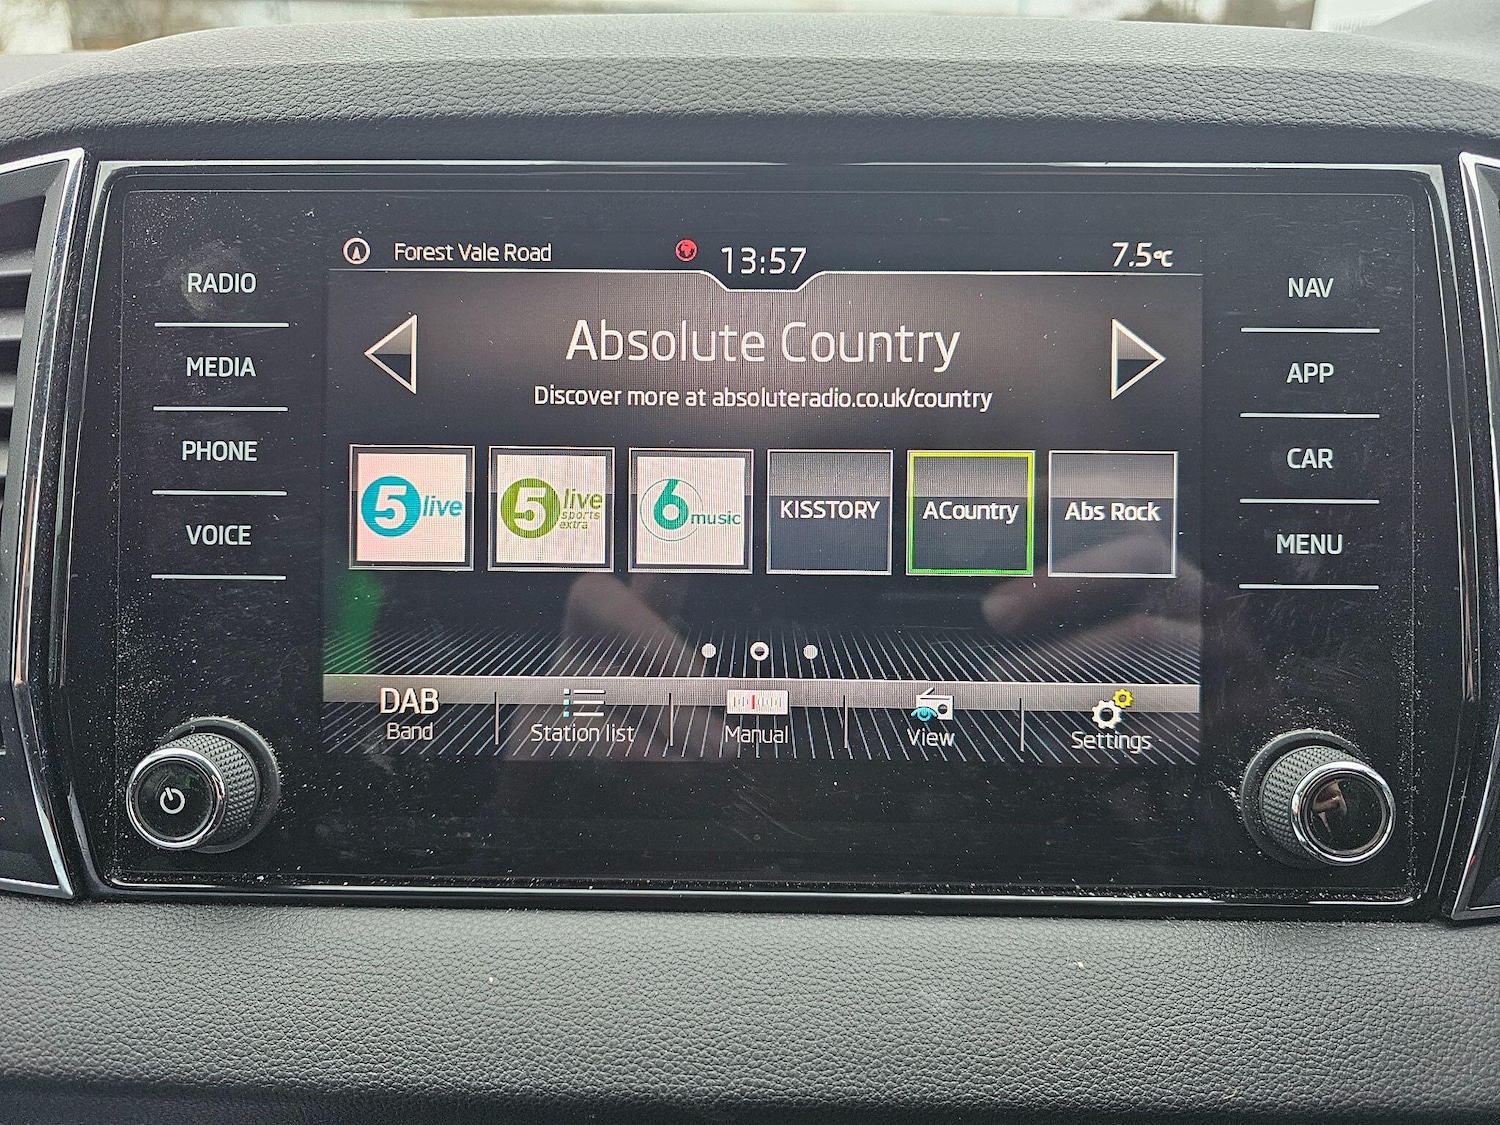 Forest Vale Road
13:57
7.5°C
RADIO
MEDIA
PHONE
VOICE
Absolute Country
Discover more at absoluteradio.co.uk/country
5 live
5 live sports extra
6 music
KISSTORY
ACountry
Abs Rock
DAB
Band
Station list
Manual
View
Settings
NAV
APP
CAR
MENU